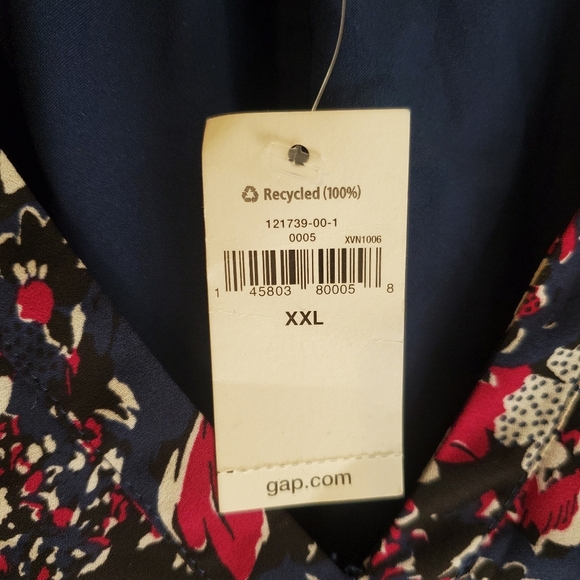 Recycled (100%)
121739-00-1
0005 XVN1006
1 45803 80005 8
XXL
gap.com